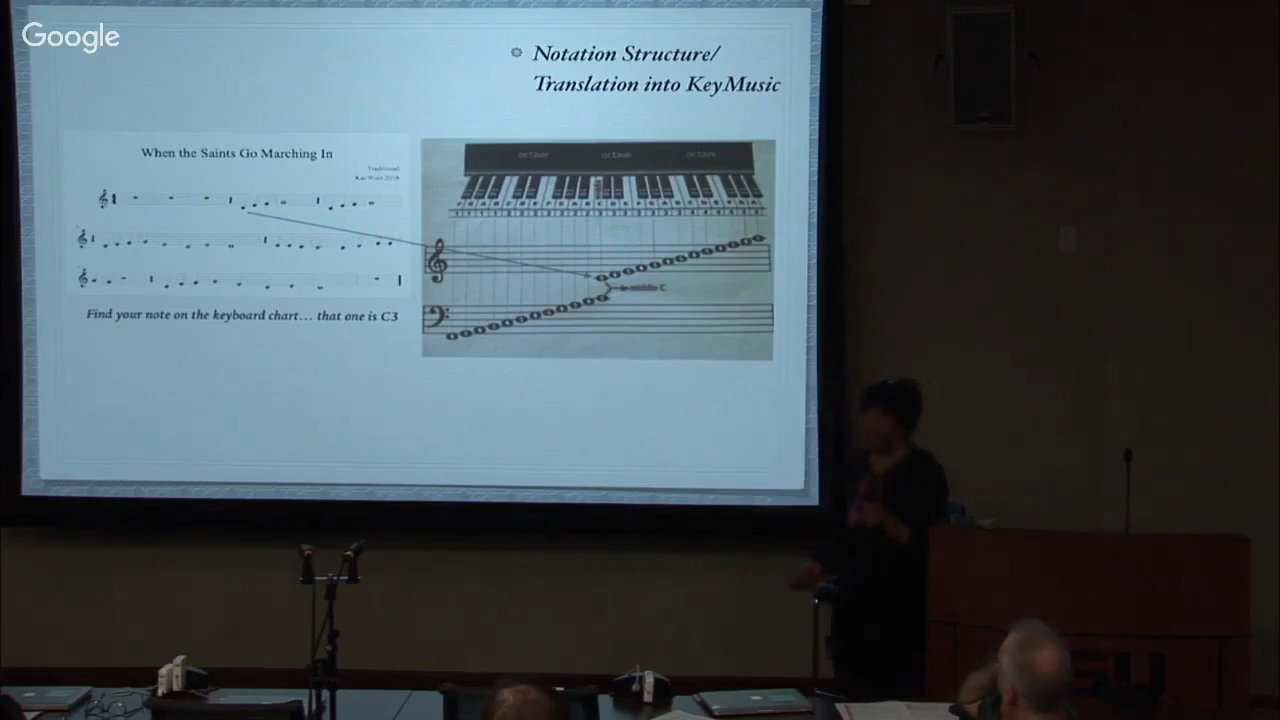 Google
Notation Structure/
Translation into KeyMusic
When the Saints Go Marching In
Traditional
octave octave octave
middle C
Find your note on the keyboard chart... that one is C3